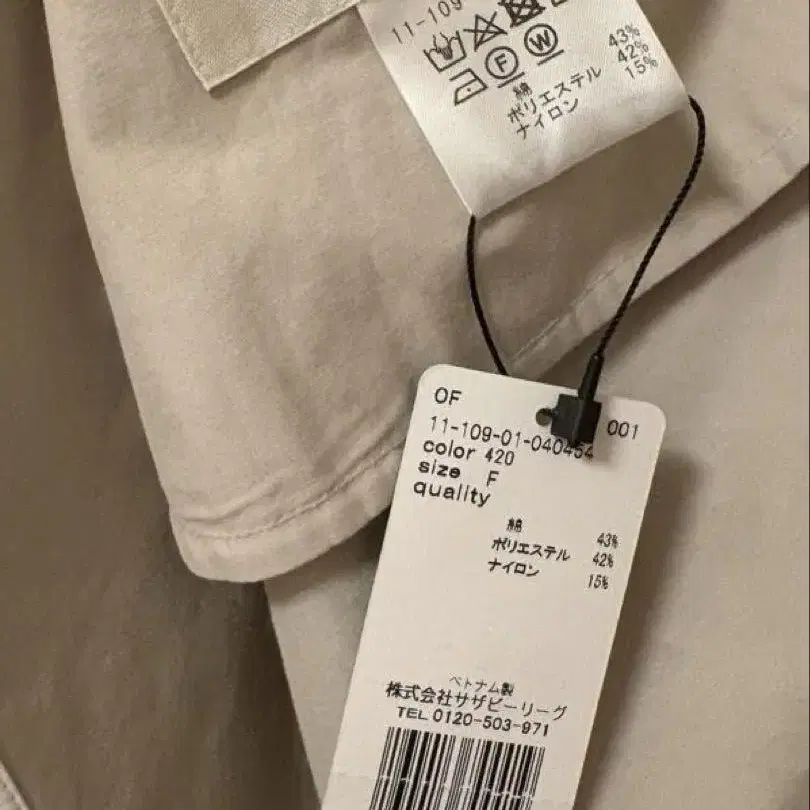 11-109
F W
綿 43%
ポリエステル 42%
ナイロン 15%
OF 001
11-109-01-040454
color 420
size F
quality
綿 43%
ポリエステル 42%
ナイロン 15%
ベトナム製
株式会社サザビーリーグ
TEL 0120-503-971